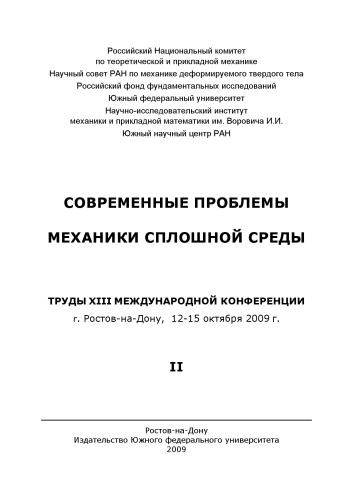 Российский Национальный комитет
по теоретической и прикладной механике
Научный совет РАН по механике деформируемого твердого тела
Российский фонд фундаментальных исследований
Южный федеральный университет
Научно-исследовательский институт
механики и прикладной математики им. Воровича И.И.
Южный научный центр РАН
СОВРЕМЕННЫЕ ПРОБЛЕМЫ
МЕХАНИКИ СПЛОШНОЙ СРЕДЫ
ТРУДЫ XIII МЕЖДУНАРОДНОЙ КОНФЕРЕНЦИИ
г. Ростов-на-Дону, 12-15 октября 2009 г.
II
Ростов-на-Дону
Издательство Южного федерального университета
2009